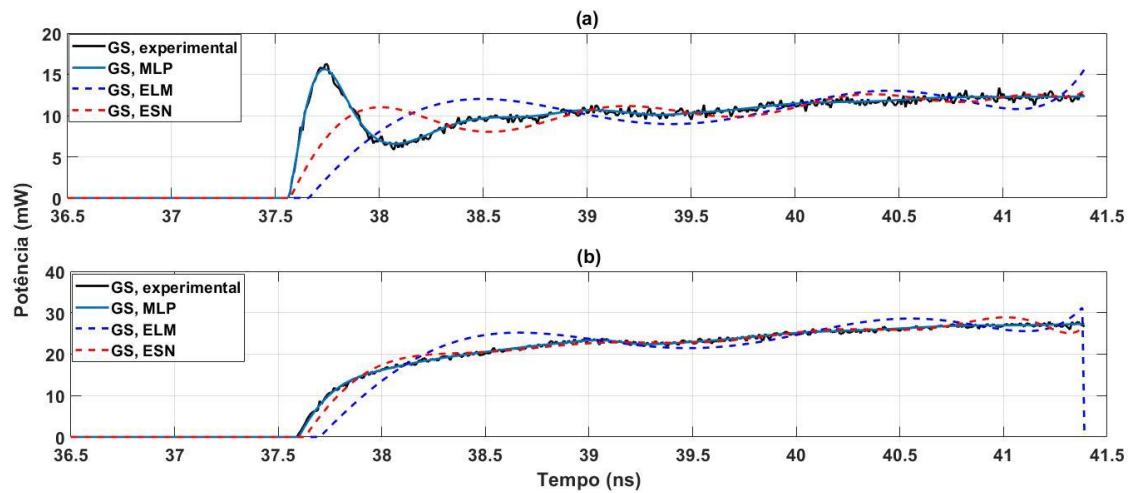 (a)
20
15
10
5
0
GS, experimental
GS, MLP
GS, ELM
GS, ESN
36.5 37 37.5 38 38.5 39 39.5 40 40.5 41 41.5
Potência (mW)
(b)
40
30
20
10
0
GS, experimental
GS, MLP
GS, ELM
GS, ESN
36.5 37 37.5 38 38.5 39 39.5 40 40.5 41 41.5
Tempo (ns)